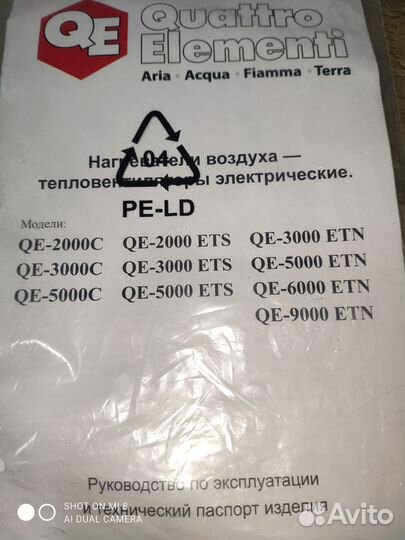 QE
Quattro
Elementi
Aria • Acqua • Fiamma • Terra
04
Нагреватели воздуха —
тепловентиляторы электрические.
PE-LD
Модели:
QE-2000C QE-2000 ETS QE-3000 ETN
QE-3000C QE-3000 ETS QE-5000 ETN
QE-5000C QE-5000 ETS QE-6000 ETN
QE-9000 ETN
Руководство по эксплуатации
и технический паспорт изделия
SHOT ON MI 8
AI DUAL CAMERA
Avito